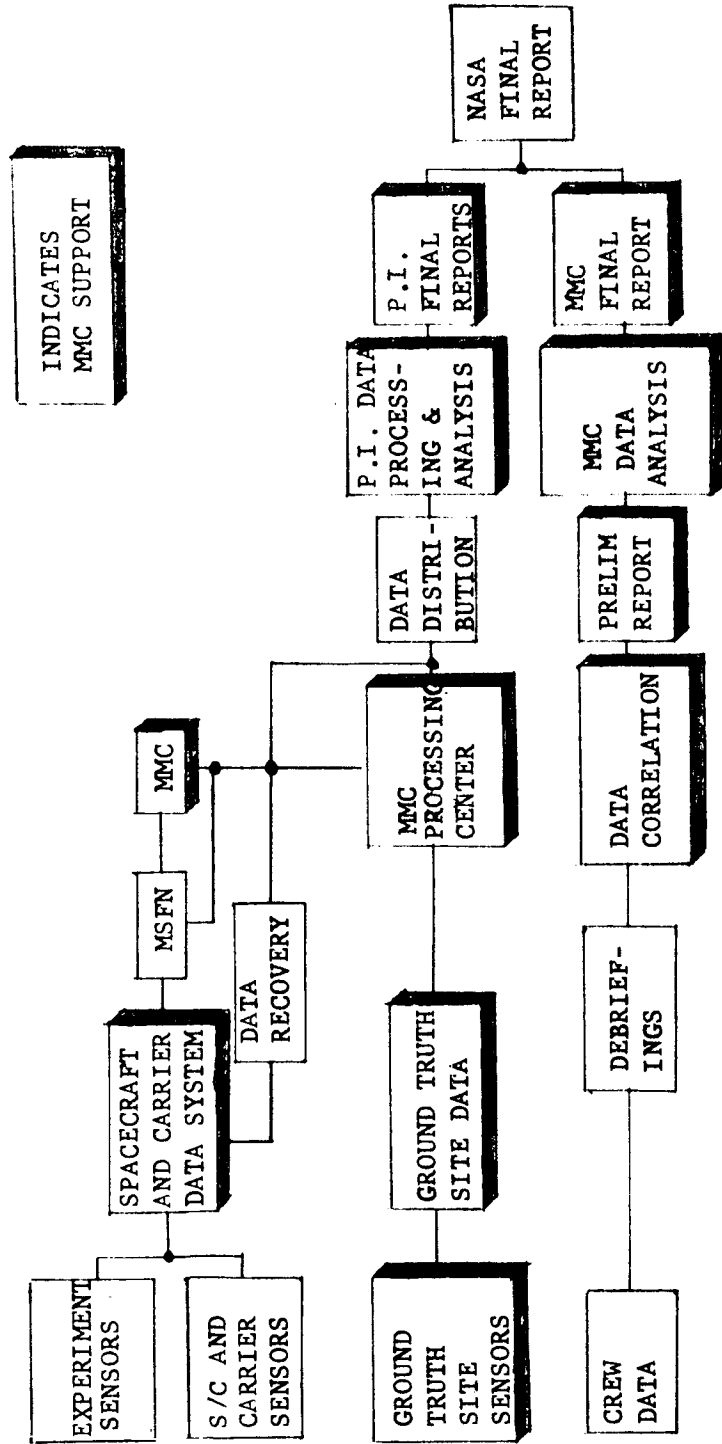 INDICATES
MMC SUPPORT
EXPERIMENT
SENSORS
S/C AND
CARRIER
SENSORS
SPACECRAFT
AND CARRIER
DATA SYSTEM
MSFN
MMC
DATA
RECOVERY
GROUND
TRUTH
SITE
SENSORS
GROUND TRUTH
SITE DATA
MMC
PROCESSING
CENTER
DATA
DISTRI-
BUTION
P.I. DATA
PROCESS-
ING &
ANALYSIS
P.I.
FINAL
REPORTS
NASA
FINAL
REPORT
CREW
DATA
DEBRIEF-
INGS
DATA
CORRELATION
PRELIM
REPORT
MMC
DATA
ANALYSIS
MMC
FINAL
REPORT